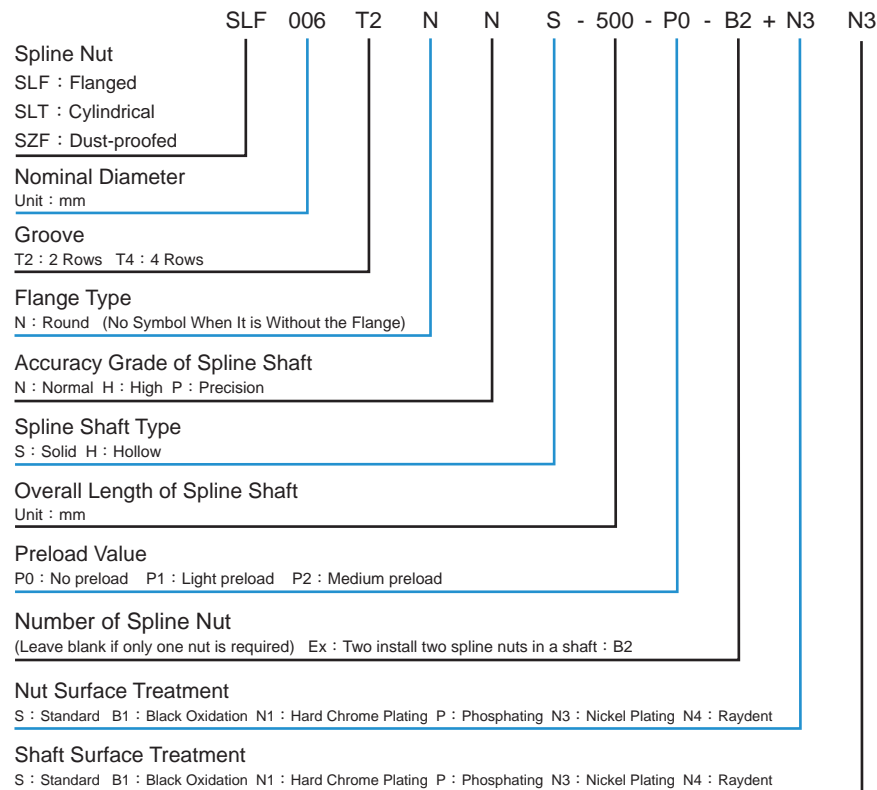 SLF 006 T2 N N S - 500 - P0 - B2 + N3 N3
Spline Nut
SLF：Flanged
SLT：Cylindrical
SZF：Dust-proofed
Nominal Diameter
Unit：mm
Groove
T2：2 Rows T4：4 Rows
Flange Type
N：Round (No Symbol When It is Without the Flange)
Accuracy Grade of Spline Shaft
N：Normal H：High P：Precision
Spline Shaft Type
S：Solid H：Hollow
Overall Length of Spline Shaft
Unit：mm
Preload Value
P0：No preload P1：Light preload P2：Medium preload
Number of Spline Nut
(Leave blank if only one nut is required) Ex：Two install two spline nuts in a shaft：B2
Nut Surface Treatment
S：Standard B1：Black Oxidation N1：Hard Chrome Plating P：Phosphating N3：Nickel Plating N4：Raydent
Shaft Surface Treatment
S：Standard B1：Black Oxidation N1：Hard Chrome Plating P：Phosphating N3：Nickel Plating N4：Raydent